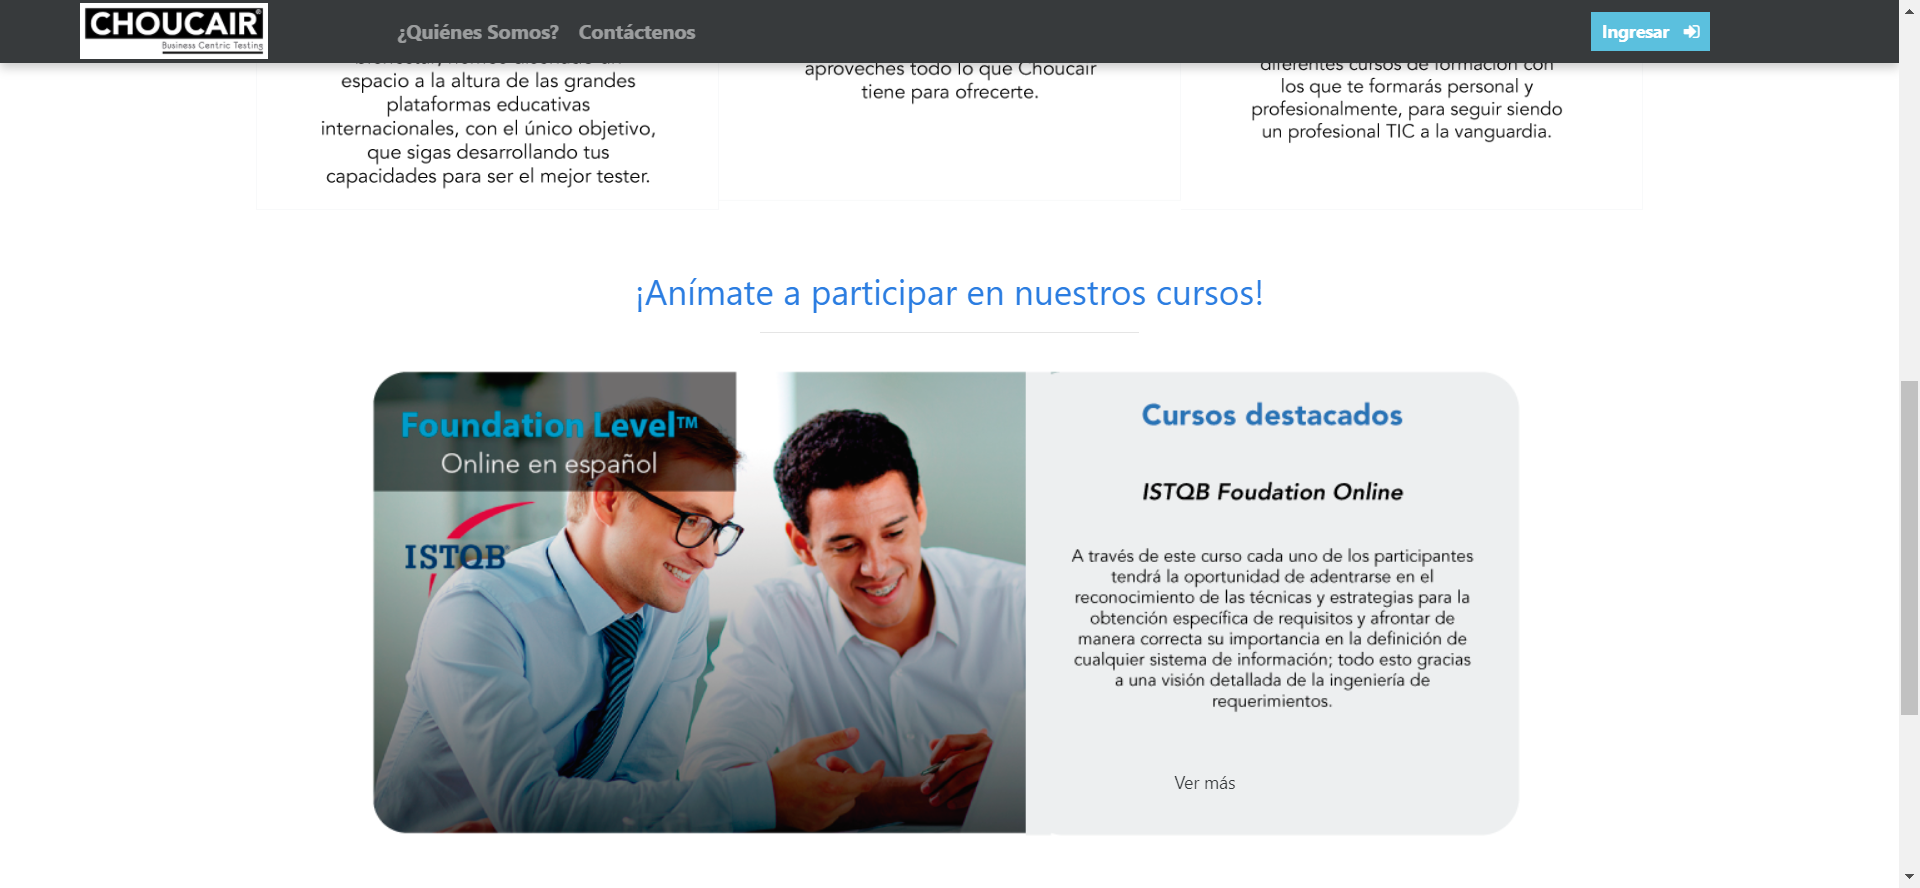 CHOUCAIR®
Business Centric Testing
¿Quiénes Somos?
Contáctenos
Ingresar
espacio a la altura de las grandes
plataformas educativas
internacionales, con el único objetivo,
que sigas desarrollando tus
capacidades para ser el mejor tester.
aproveches todo lo que Choucair
tiene para ofrecerte.
diferentes cursos de formación con
los que te formarás personal y
profesionalmente, para seguir siendo
un profesional TIC a la vanguardia.
¡Anímate a participar en nuestros cursos!
Foundation Level™
Online en español
ISTQB®
Cursos destacados
ISTQB Foudation Online
A través de este curso cada uno de los participantes
tendrá la oportunidad de adentrarse en el
reconocimiento de las técnicas y estrategias para la
obtención específica de requisitos y afrontar de
manera correcta su importancia en la definición de
cualquier sistema de información; todo esto gracias
a una visión detallada de la ingeniería de
requerimientos.
Ver más